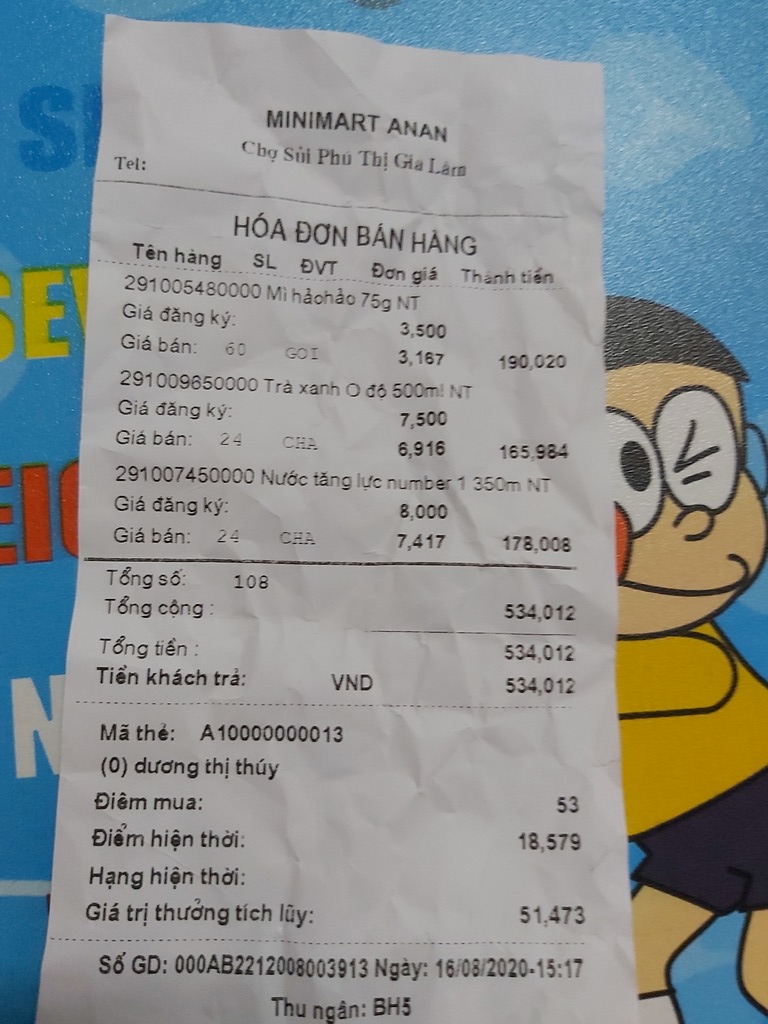 MINIMART ANAN
Chợ Sủi Phú Thị Gia Lâm
Tel:
HÓA ĐƠN BÁN HÀNG
Tên hàng SL ĐVT Đơn giá Thành tiền
291005480000 Mì hảohảo 75g NT
Giá đăng ký: 3,500
Giá bán: 60 GOI 3,167 190,020
291009650000 Trà xanh O độ 500ml NT
Giá đăng ký: 7,500
Giá bán: 24 CHA 6,916 165,984
291007450000 Nước tăng lực number 1 350m NT
Giá đăng ký: 8,000
Giá bán: 24 CHA 7,417 178,008
Tổng số: 108
Tổng cộng : 534,012
Tổng tiền : 534,012
Tiền khách trả: VND 534,012
Mã thẻ: A10000000013
(0) dương thị thúy
Điểm mua: 53
Điểm hiện thời: 18,579
Hạng hiện thời:
Giá trị thưởng tích lũy: 51,473
Số GD: 000AB2212008003913 Ngày: 16/08/2020-15:17
Thu ngân: BH5